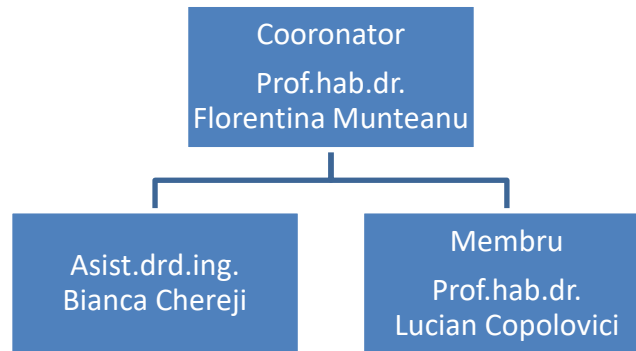 Cooronator
Prof.hab.dr.
Florentina Munteanu
Asist.drd.ing.
Bianca Chereji
Membru
Prof.hab.dr.
Lucian Copolovici